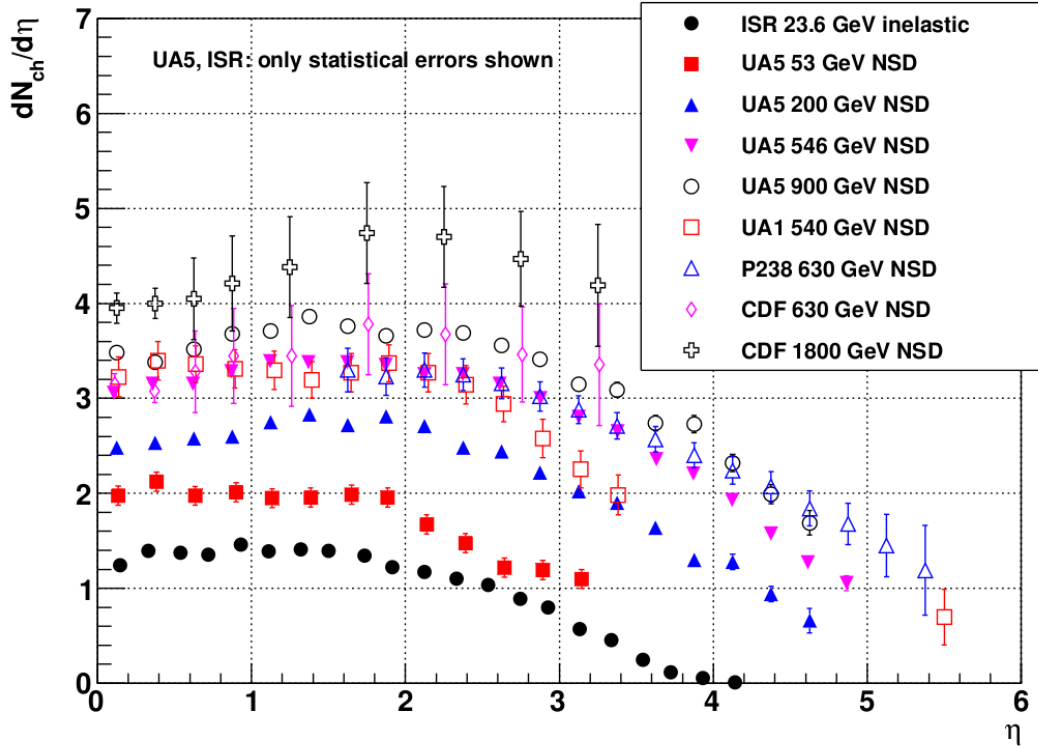 dN_ch/dη
7
6
5
4
3
2
1
0
UA5, ISR: only statistical errors shown
ISR 23.6 GeV inelastic
UA5 53 GeV NSD
UA5 200 GeV NSD
UA5 546 GeV NSD
UA5 900 GeV NSD
UA1 540 GeV NSD
P238 630 GeV NSD
CDF 630 GeV NSD
CDF 1800 GeV NSD
0 1 2 3 4 5 6
η